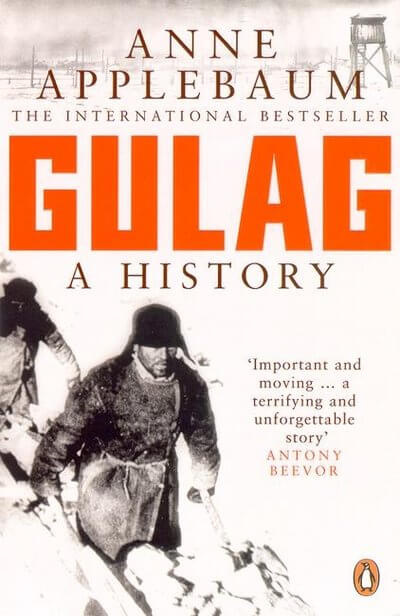 ANNE
APPLEBAUM
THE INTERNATIONAL BESTSELLER
GULAG
A HISTORY
‘Important and
moving ... a
terrifying and
unforgettable
story’
ANTONY
BEEVOR